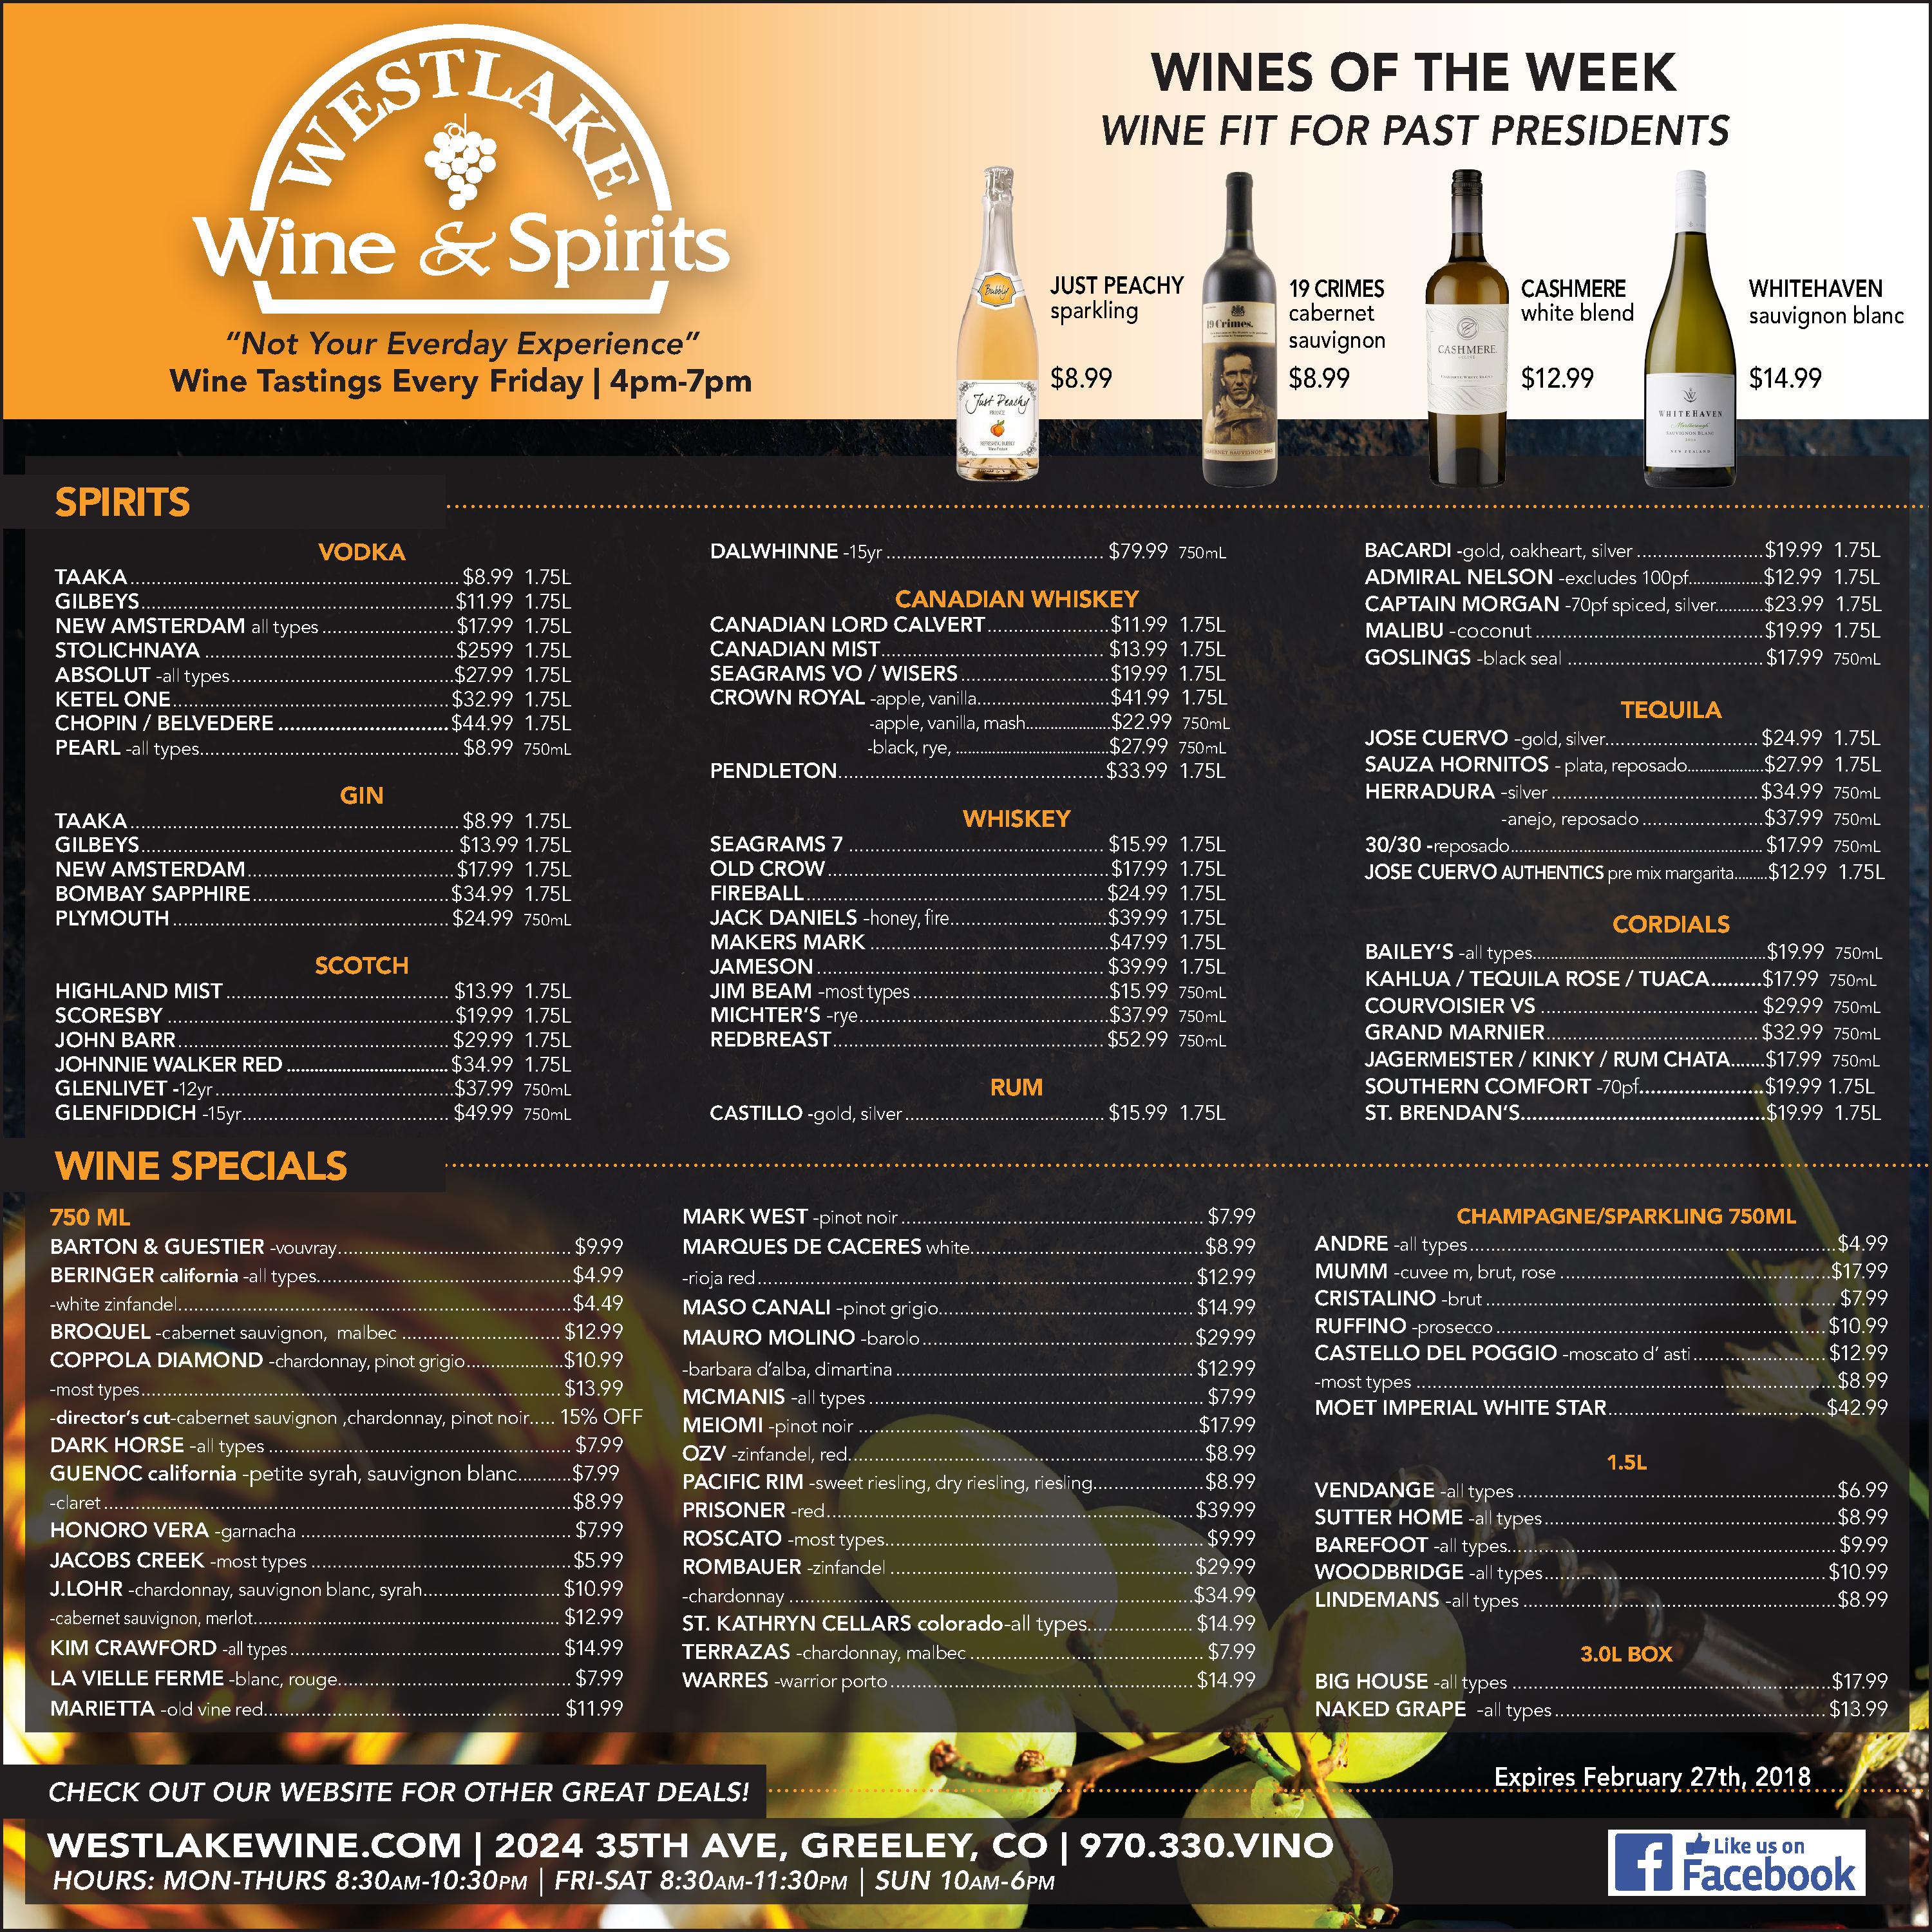 WESTLAKE
Wine & Spirits
"Not Your Everday Experience"
Wine Tastings Every Friday | 4pm-7pm
WINES OF THE WEEK
WINE FIT FOR PAST PRESIDENTS
Bubbly
Just Peachy
FRANCE
JUST PEACHY
sparkling
$8.99
19 Crimes.
CABERNET SAUVIGNON
19 CRIMES
cabernet
sauvignon
$8.99
CASHMERE
CASHMERE
white blend
$12.99
WHITEHAVEN
Marlborough
SAUVIGNON BLANC
NEW ZEALAND
WHITEHAVEN
sauvignon blanc
$14.99
SPIRITS
VODKA
TAAKA $8.99 1.75L
GILBEYS $11.99 1.75L
NEW AMSTERDAM all types $17.99 1.75L
STOLICHNAYA $2599 1.75L
ABSOLUT -all types $27.99 1.75L
KETEL ONE $32.99 1.75L
CHOPIN / BELVEDERE $44.99 1.75L
PEARL -all types $8.99 750mL
GIN
TAAKA $8.99 1.75L
GILBEYS $13.99 1.75L
NEW AMSTERDAM $17.99 1.75L
BOMBAY SAPPHIRE $34.99 1.75L
PLYMOUTH $24.99 750mL
SCOTCH
HIGHLAND MIST $13.99 1.75L
SCORESBY $19.99 1.75L
JOHN BARR $29.99 1.75L
JOHNNIE WALKER RED $34.99 1.75L
GLENLIVET -12yr $37.99 750mL
GLENFIDDICH -15yr $49.99 750mL
DALWHINNE -15yr $79.99 750mL
CANADIAN WHISKEY
CANADIAN LORD CALVERT $11.99 1.75L
CANADIAN MIST $13.99 1.75L
SEAGRAMS VO / WISERS $19.99 1.75L
CROWN ROYAL -apple, vanilla $41.99 1.75L
-apple, vanilla, mash $22.99 750mL
-black, rye, $27.99 750mL
PENDLETON $33.99 1.75L
WHISKEY
SEAGRAMS 7 $15.99 1.75L
OLD CROW $17.99 1.75L
FIREBALL $24.99 1.75L
JACK DANIELS -honey, fire $39.99 1.75L
MAKERS MARK $47.99 1.75L
JAMESON $39.99 1.75L
JIM BEAM -most types $15.99 750mL
MICHTER'S -rye $37.99 750mL
REDBREAST $52.99 750mL
RUM
CASTILLO -gold, silver $15.99 1.75L
BACARDI -gold, oakheart, silver $19.99 1.75L
ADMIRAL NELSON -excludes 100pf $12.99 1.75L
CAPTAIN MORGAN -70pf spiced, silver $23.99 1.75L
MALIBU -coconut $19.99 1.75L
GOSLINGS -black seal $17.99 750mL
TEQUILA
JOSE CUERVO -gold, silver $24.99 1.75L
SAUZA HORNITOS - plata, reposado $27.99 1.75L
HERRADURA -silver $34.99 750mL
-anejo, reposado $37.99 750mL
30/30 -reposado $17.99 750mL
JOSE CUERVO AUTHENTICS pre mix margarita $12.99 1.75L
CORDIALS
BAILEY'S -all types $19.99 750mL
KAHLUA / TEQUILA ROSE / TUACA $17.99 750mL
COURVOISIER VS $29.99 750mL
GRAND MARNIER $32.99 750mL
JAGERMEISTER / KINKY / RUM CHATA $17.99 750mL
SOUTHERN COMFORT -70pf $19.99 1.75L
ST. BRENDAN'S $19.99 1.75L
WINE SPECIALS
750 ML
BARTON & GUESTIER -vouvray $9.99
BERINGER california -all types $4.99
-white zinfandel $4.49
BROQUEL -cabernet sauvignon, malbec $12.99
COPPOLA DIAMOND -chardonnay, pinot grigio $10.99
-most types $13.99
-director's cut-cabernet sauvignon ,chardonnay, pinot noir 15% OFF
DARK HORSE -all types $7.99
GUENOC california -petite syrah, sauvignon blanc $7.99
-claret $8.99
HONORO VERA -garnacha $7.99
JACOBS CREEK -most types $5.99
J.LOHR -chardonnay, sauvignon blanc, syrah $10.99
-cabernet sauvignon, merlot $12.99
KIM CRAWFORD -all types $14.99
LA VIELLE FERME -blanc, rouge $7.99
MARIETTA -old vine red $11.99
MARK WEST -pinot noir $7.99
MARQUES DE CACERES white $8.99
-rioja red $12.99
MASO CANALI -pinot grigio $14.99
MAURO MOLINO -barolo $29.99
-barbara d'alba, dimartina $12.99
MCMANIS -all types $7.99
MEIOMI -pinot noir $17.99
OZV -zinfandel, red $8.99
PACIFIC RIM -sweet riesling, dry riesling, riesling $8.99
PRISONER -red $39.99
ROSCATO -most types $9.99
ROMBAUER -zinfandel $29.99
-chardonnay $34.99
ST. KATHRYN CELLARS colorado-all types $14.99
TERRAZAS -chardonnay, malbec $7.99
WARRES -warrior porto $14.99
CHAMPAGNE/SPARKLING 750ML
ANDRE -all types $4.99
MUMM -cuvee m, brut, rose $17.99
CRISTALINO -brut $7.99
RUFFINO -prosecco $10.99
CASTELLO DEL POGGIO -moscato d' asti $12.99
-most types $8.99
MOET IMPERIAL WHITE STAR $42.99
1.5L
VENDANGE -all types $6.99
SUTTER HOME -all types $8.99
BAREFOOT -all types $9.99
WOODBRIDGE -all types $10.99
LINDEMANS -all types $8.99
3.0L BOX
BIG HOUSE -all types $17.99
NAKED GRAPE -all types $13.99
Expires February 27th, 2018
CHECK OUT OUR WEBSITE FOR OTHER GREAT DEALS!
WESTLAKEWINE.COM | 2024 35TH AVE, GREELEY, CO | 970.330.VINO
HOURS: MON-THURS 8:30AM-10:30PM | FRI-SAT 8:30AM-11:30PM | SUN 10AM-6PM
f Like us on
Facebook